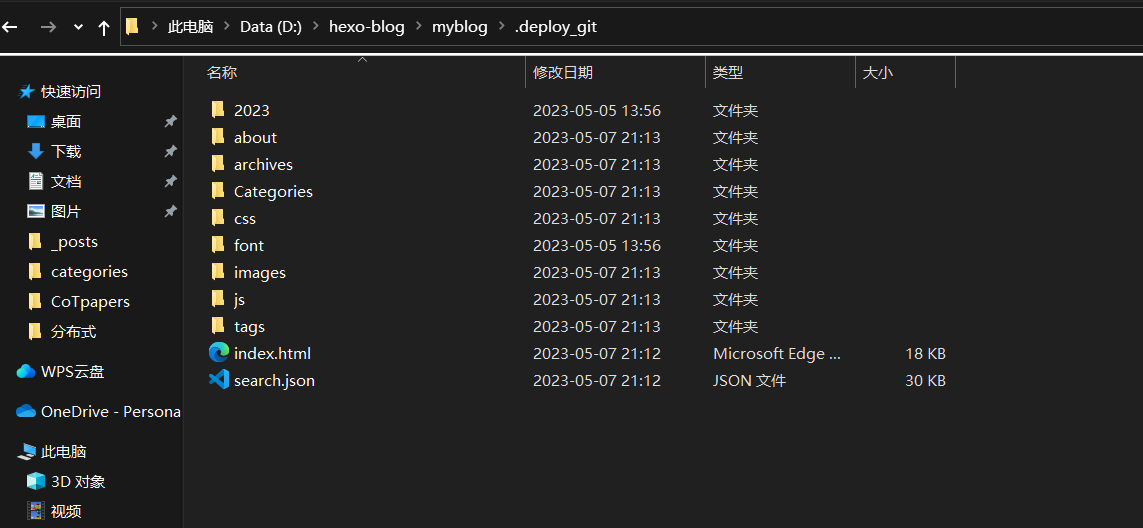 此电脑 Data (D:) hexo-blog myblog .deploy_git
名称 修改日期 类型 大小
快速访问
桌面
下载
文档
图片
_posts
categories
CoTpapers
分布式
WPS云盘
OneDrive - Persona
此电脑
3D 对象
视频
2023 2023-05-05 13:56 文件夹
about 2023-05-07 21:13 文件夹
archives 2023-05-07 21:13 文件夹
Categories 2023-05-07 21:13 文件夹
css 2023-05-07 21:13 文件夹
font 2023-05-05 13:56 文件夹
images 2023-05-07 21:13 文件夹
js 2023-05-07 21:13 文件夹
tags 2023-05-07 21:13 文件夹
index.html 2023-05-07 21:12 Microsoft Edge ... 18 KB
search.json 2023-05-07 21:12 JSON 文件 30 KB